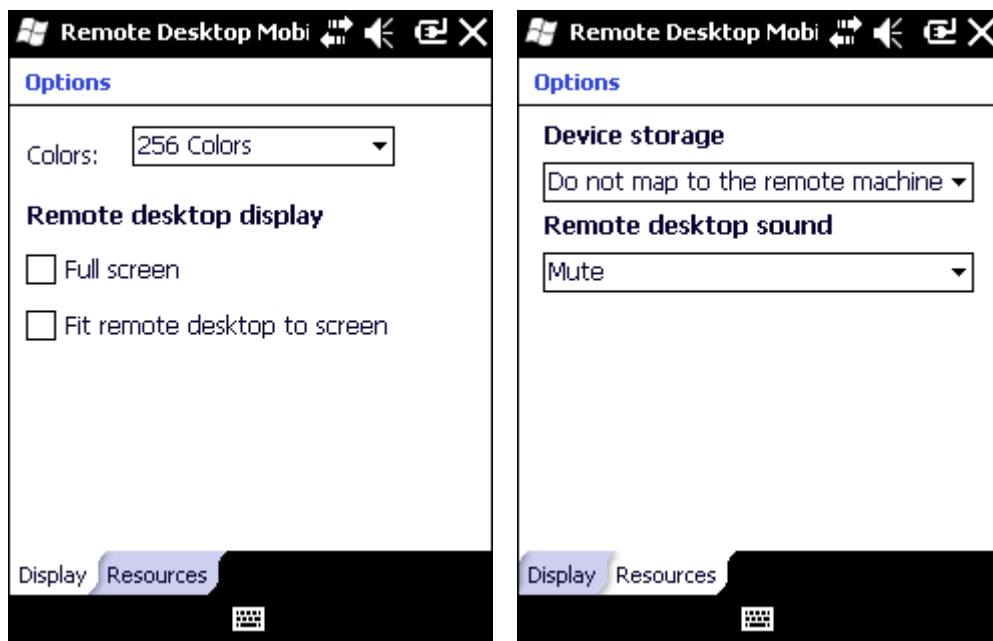 Remote Desktop Mobi
Options
Colors: 256 Colors
Remote desktop display
Full screen
Fit remote desktop to screen
Display Resources
Remote Desktop Mobi
Options
Device storage
Do not map to the remote machine
Remote desktop sound
Mute
Display Resources